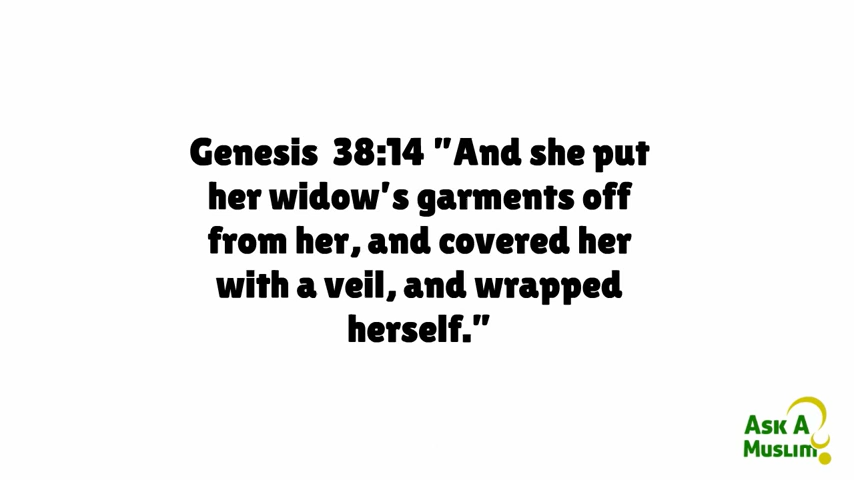 Genesis  38:14 "And she put
her widow's garments off
from her, and covered her
with a veil, and wrapped
herself."
Ask A
Muslim?